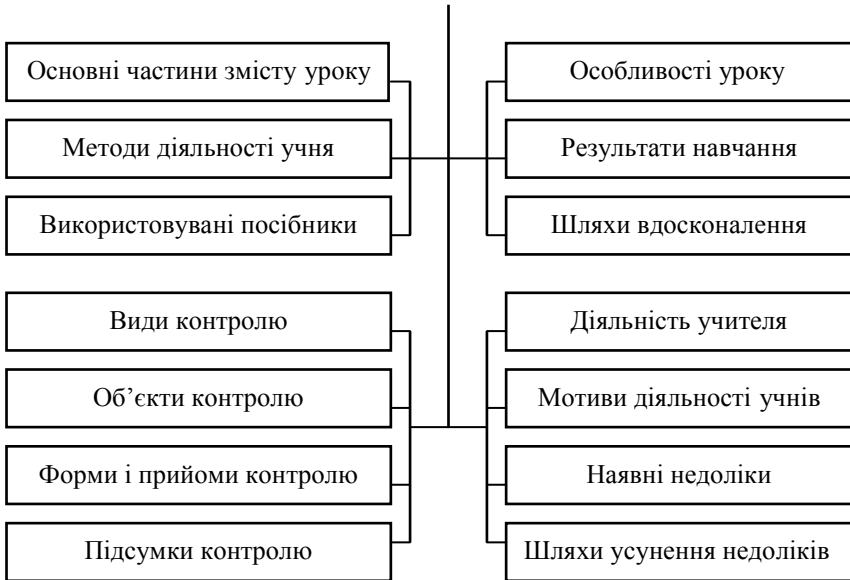 Основні частини змісту уроку
Особливості уроку
Методи діяльності учня
Результати навчання
Використовувані посібники
Шляхи вдосконалення
Види контролю
Діяльність учителя
Об’єкти контролю
Мотиви діяльності учнів
Форми і прийоми контролю
Наявні недоліки
Підсумки контролю
Шляхи усунення недоліків